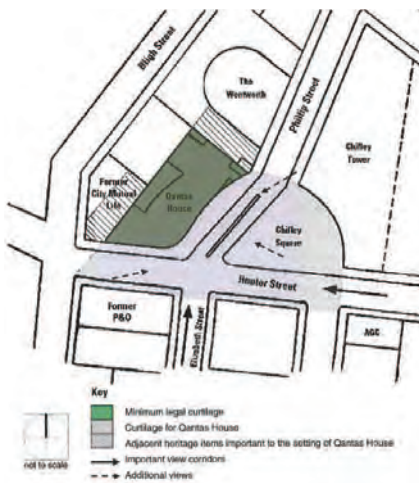 Bligh Street
The
Wentworth
Phillip Street
Chifley
Tower
Former
City Mutual
Life
Qantas
House
Chifley
Square
Hunter Street
Former
P&O
Elizabeth Street
AGC
Key
Minimum legal curtilage
Curtilage for Qantas House
Adjacent heritage items important to the setting of Qantas House
Important view corridors
Additional views
not to scale